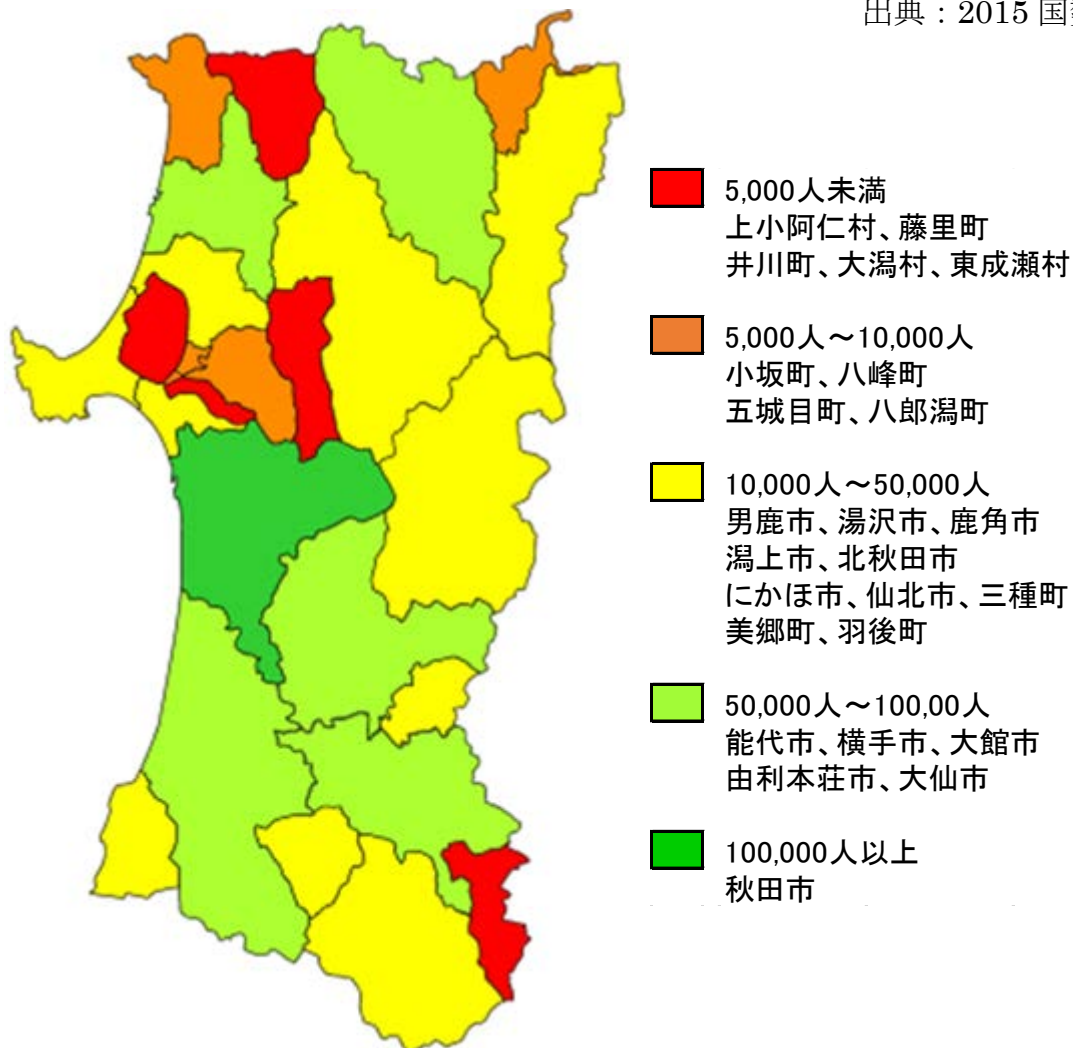 出典：2015 国
5,000人未満
上小阿仁村、藤里町
井川町、大潟村、東成瀬村
5,000人～10,000人
小坂町、八峰町
五城目町、八郎潟町
10,000人～50,000人
男鹿市、湯沢市、鹿角市
潟上市、北秋田市
にかほ市、仙北市、三種町
美郷町、羽後町
50,000人～100,00人
能代市、横手市、大館市
由利本荘市、大仙市
100,000人以上
秋田市